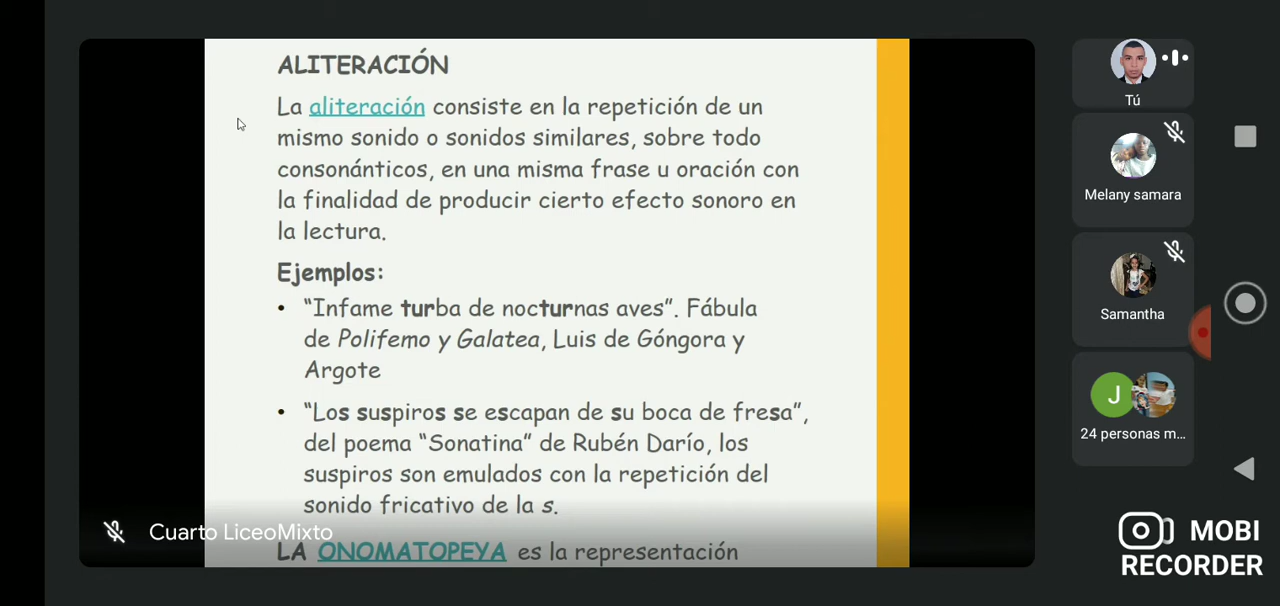 ALITERACIÓN
La aliteración consiste en la repetición de un
mismo sonido o sonidos similares, sobre todo
consonánticos, en una misma frase u oración con
la finalidad de producir cierto efecto sonoro en
la lectura.
Ejemplos:
• “Infame turba de nocturnas aves”. Fábula
de Polifemo y Galatea, Luis de Góngora y
Argote
• “Los suspiros se escapan de su boca de fresa”,
del poema “Sonatina” de Rubén Darío, los
suspiros son emulados con la repetición del
sonido fricativo de la s.
LA ONOMATOPEYA es la representación
Cuarto LiceoMixto
Tú
Melany samara
Samantha
J
24 personas m...
MOBI
RECORDER